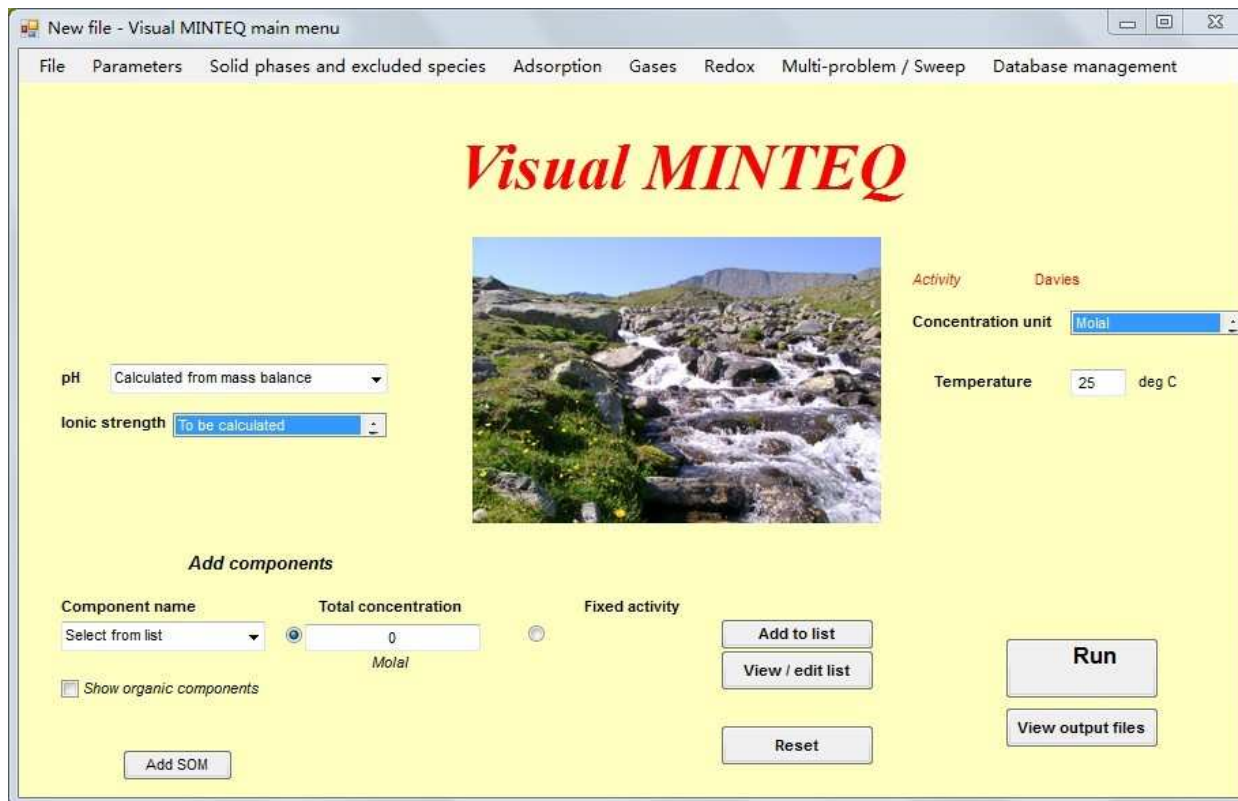 New file - Visual MINTEQ main menu
File Parameters Solid phases and excluded species Adsorption Gases Redox Multi-problem / Sweep Database management
Visual MINTEQ
Activity Davies
Concentration unit Molal
pH Calculated from mass balance
Temperature 25 deg C
Ionic strength To be calculated
Add components
Component name Total concentration Fixed activity
Select from list 0
Molal
Show organic components
Add to list
View / edit list
Run
View output files
Reset
Add SOM